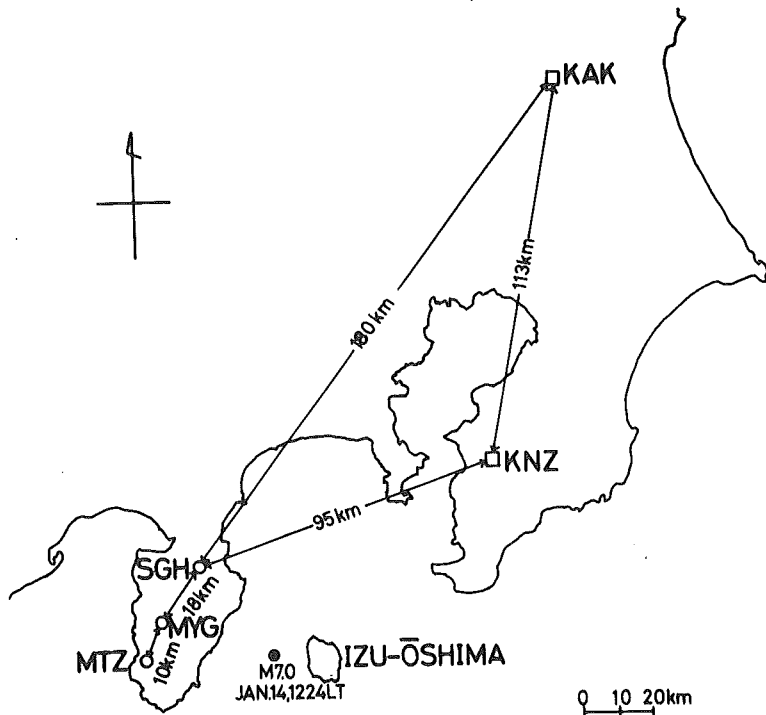 KAK
113km
180km
KNZ
95km
SGH
18km
MYG
MTZ
10km
IZU-ŌSHIMA
M7.0
JAN.14,1224LT
0 10 20km